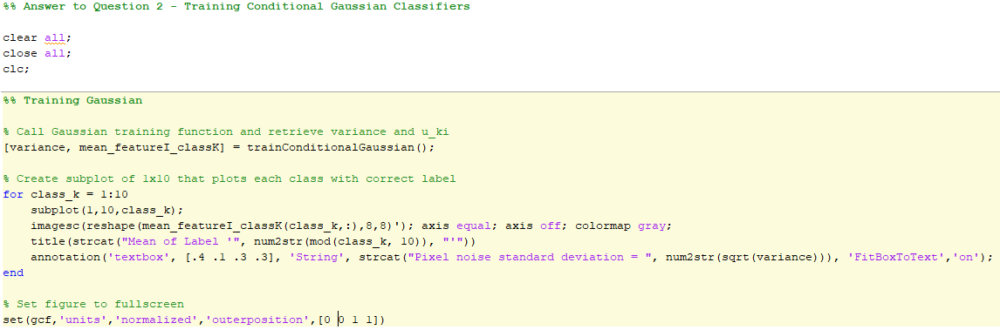 %% Answer to Question 2 - Training Conditional Gaussian Classifiers
clear all;
close all;
clc;
%% Training Gaussian
% Call Gaussian training function and retrieve variance and u_ki
[variance, mean_featureI_classK] = trainConditionalGaussian();
% Create subplot of 1x10 that plots each class with correct label
for class_k = 1:10
    subplot(1,10,class_k);
    imagesc(reshape(mean_featureI_classK(class_k,:),8,8)'); axis equal; axis off; colormap gray;
    title(strcat("Mean of Label '", num2str(mod(class_k, 10)), "'"))
    annotation('textbox', [.4 .1 .3 .3], 'String', strcat("Pixel noise standard deviation = ", num2str(sqrt(variance))), 'FitBoxToText','on');
end
% Set figure to fullscreen
set(gcf,'units','normalized','outerposition',[0 0 1 1])